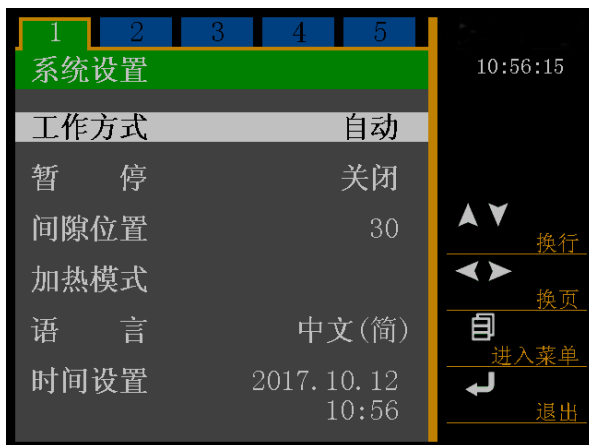 1 2 3 4 5
系统设置
10:56:15
工作方式 自动
暂 停 关闭
间隙位置 30
加热模式
语 言 中文(简)
时间设置 2017.10.12
10:56
换行
换页
进入菜单
退出